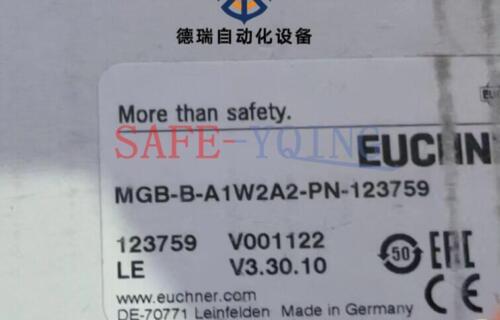 德瑞自动化设备
More than safety.
SAFE-YQING
EUCHN
MGB-B-A1W2A2-PN-123759
123759 V001122
50 EAC
LE V3.30.10
CE
www.euchner.com
DE-70771 Leinfelden Made in Germany